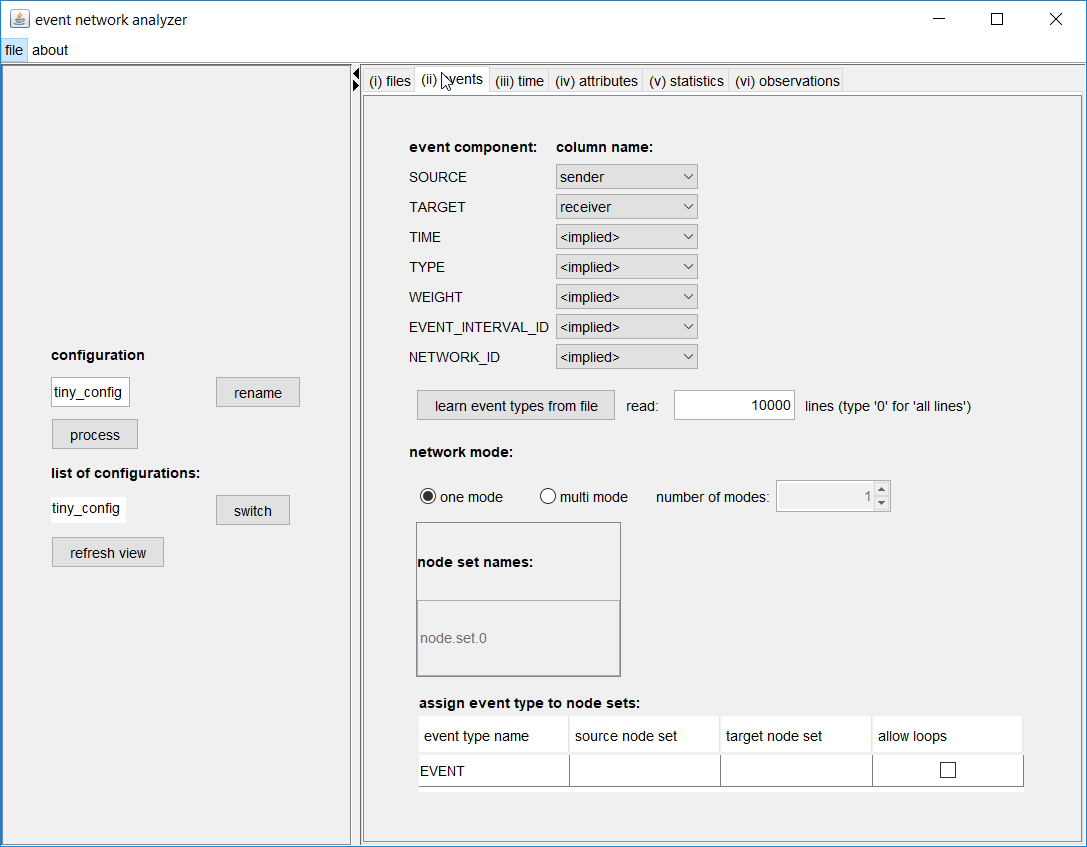 event network analyzer
file about
(i) files (ii) events (iii) time (iv) attributes (v) statistics (vi) observations
event component: column name:
SOURCE sender
TARGET receiver
TIME <implied>
TYPE <implied>
WEIGHT <implied>
EVENT_INTERVAL_ID <implied>
NETWORK_ID <implied>
learn event types from file read: 10000 lines (type '0' for 'all lines')
network mode:
one mode multi mode number of modes: 1
node set names:
node.set.0
assign event type to node sets:
event type name source node set target node set allow loops
EVENT
configuration
tiny_config rename
process
list of configurations:
tiny_config switch
refresh view